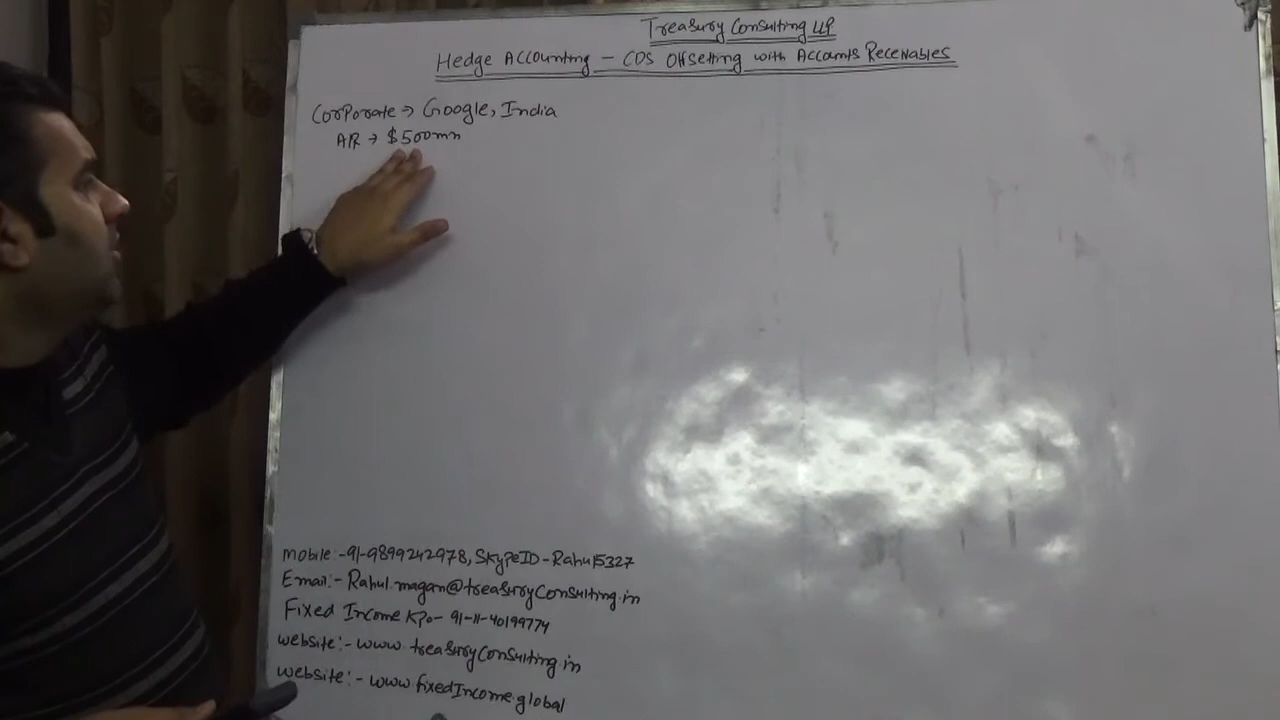 Treasury Consulting LLP
Hedge Accounting - CDS Offsetting with Accounts Receivables
Corporate → Google, India
AR → $500mn
Mobile:-91-9899242978, SkypeID-Rahul5327
Email:- Rahul.magan@treasuryconsulting.in
Fixed Income KPO- 91-11-40199774
website:- www.treasuryconsulting.in
website:- www.fixedIncome.global